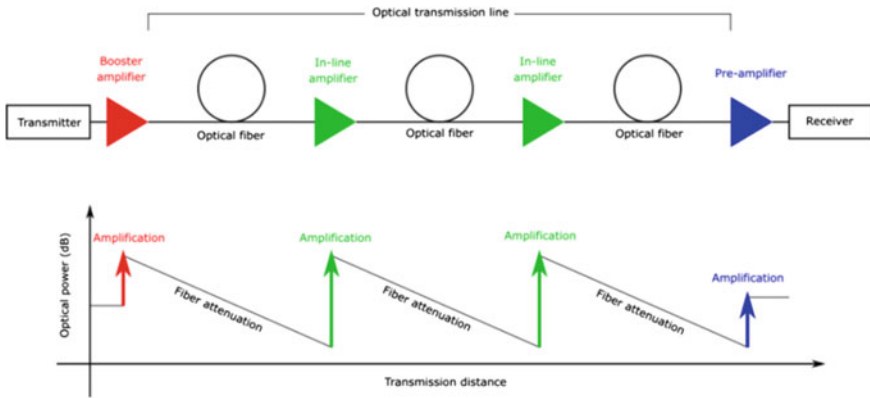 Optical transmission line
Booster
amplifier
In-line
amplifier
In-line
amplifier
Pre-amplifier
Transmitter
Optical fiber
Optical fiber
Optical fiber
Receiver
Optical power (dB)
Amplification
Fiber attenuation
Amplification
Fiber attenuation
Amplification
Fiber attenuation
Amplification
Transmission distance